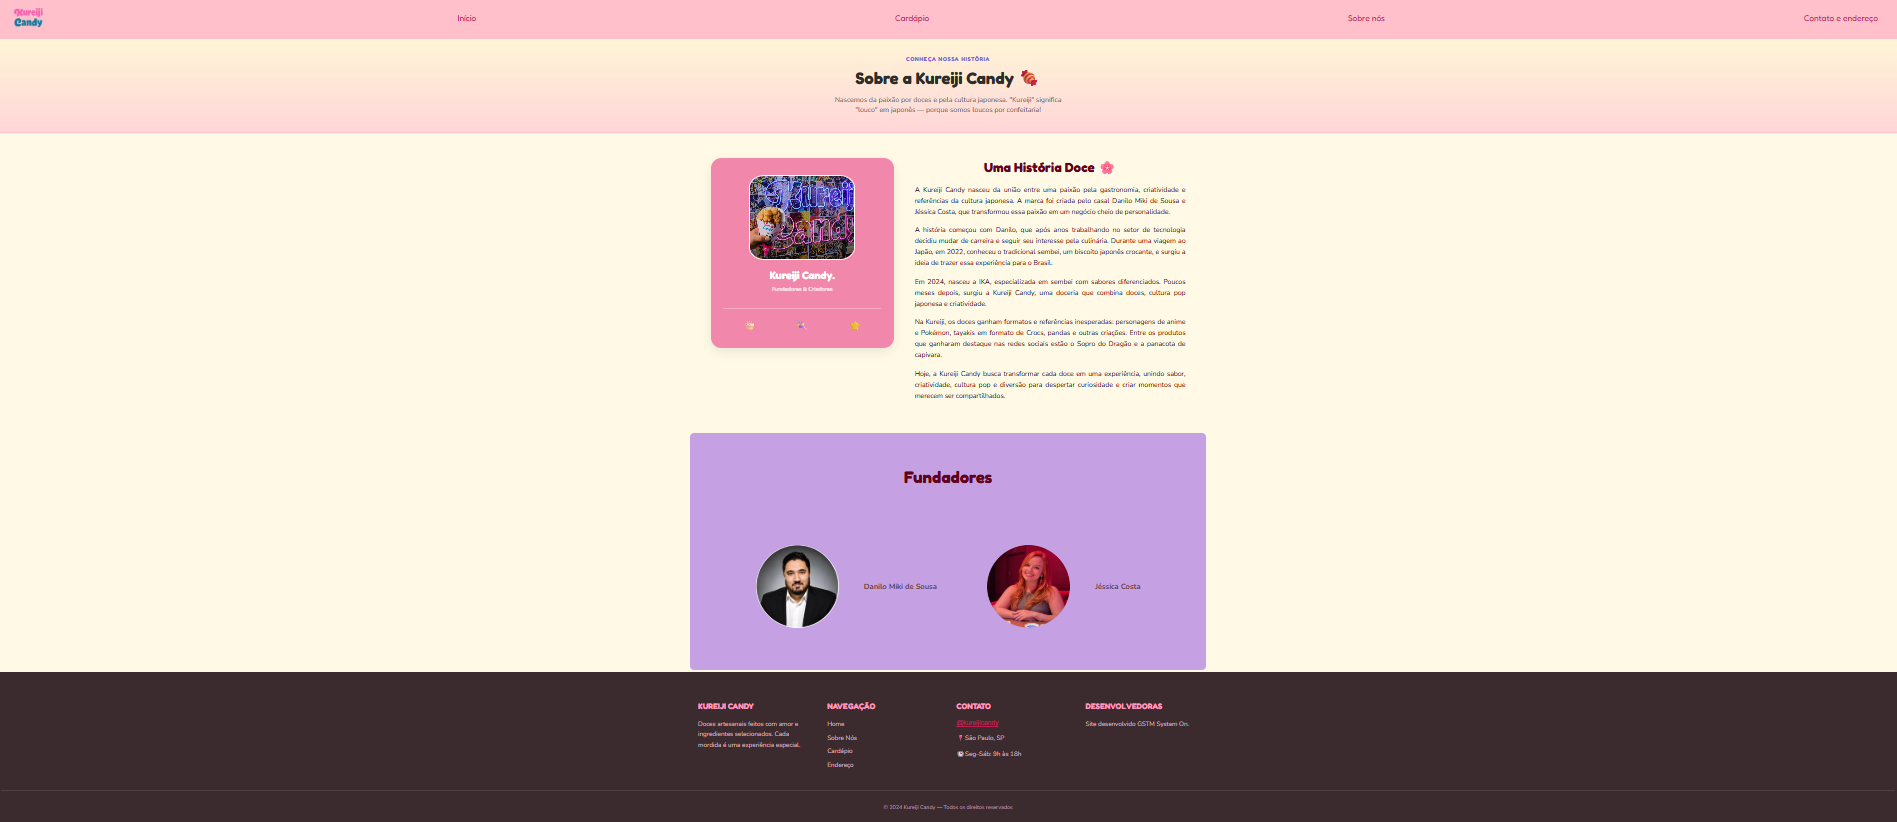 Kureiji
Candy
Início
Cardápio
Sobre nós
Contato e endereço
CONHEÇA NOSSA HISTÓRIA
Sobre a Kureiji Candy
Nascemos da paixão por doces e pela cultura japonesa. "Kureiji" significa
"louco" em japonês — porque somos loucos por confeitaria!
Kureiji
Candy
Kureiji Candy.
Fundadores & Criadores
Uma História Doce
A Kureiji Candy nasceu da união entre uma paixão pela gastronomia, criatividade e
referências da cultura japonesa. A marca foi criada pelo casal Danilo Miki de Sousa e
Jéssica Costa, que transformou essa paixão em um negócio cheio de personalidade.
A história começou com Danilo, que após anos trabalhando no setor de tecnologia
decidiu mudar de carreira e seguir seu interesse pela culinária. Durante uma viagem ao
Japão, em 2022, conheceu o tradicional sembei, um biscoito japonês crocante, e surgiu a
ideia de trazer essa experiência para o Brasil.
Em 2024, nasceu a IKA, especializada em sembei com sabores diferenciados. Poucos
meses depois, surgiu a Kureiji Candy, uma doceria que combina doces, cultura pop
japonesa e criatividade.
Na Kureiji, os doces ganham formatos e referências inesperadas: personagens de anime
e Pokémon, tayakis em formato de Crocs, pandas e outras criações. Entre os produtos
que ganharam destaque nas redes sociais estão o Sopro do Dragão e a panacota de
capivara.
Hoje, a Kureiji Candy busca transformar cada doce em uma experiência, unindo sabor,
criatividade, cultura pop e diversão para despertar curiosidade e criar momentos que
merecem ser compartilhados.
Fundadores
Danilo Miki de Sousa
Jéssica Costa
KUREIJI CANDY
Doces artesanais feitos com amor e
ingredientes selecionados. Cada
mordida é uma experiência especial.
NAVEGAÇÃO
Home
Sobre Nós
Cardápio
Endereço
CONTATO
@kureijicandy
São Paulo, SP
Seg-Sáb: 9h às 18h
DESENVOLVEDORAS
Site desenvolvido GSTM System On.
© 2024 Kureiji Candy — Todos os direitos reservados